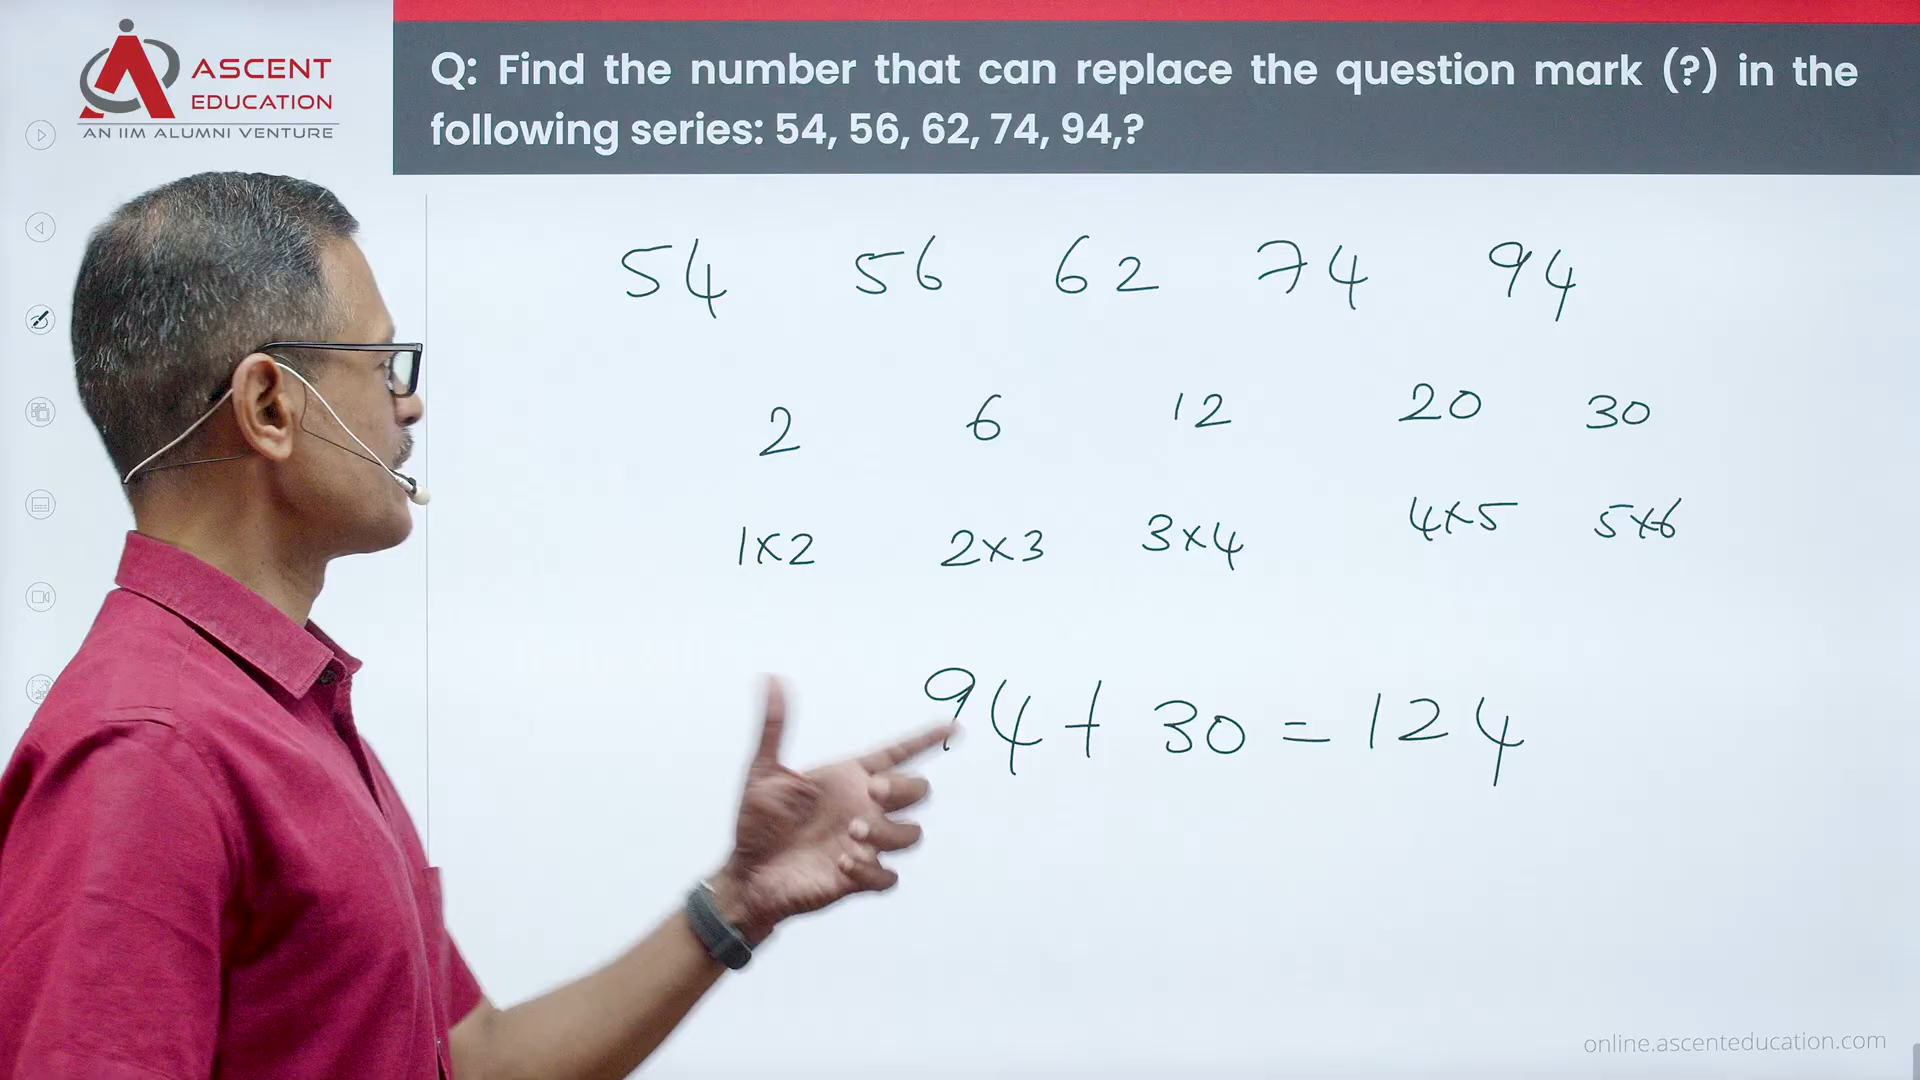 ASCENT
EDUCATION
AN IIM ALUMNI VENTURE
Q: Find the number that can replace the question mark (?) in the
following series: 54, 56, 62, 74, 94,?
54 56 62 74 94
2 6 12 20 30
1x2 2x3 3x4 4x5 5x6
94 + 30 = 124
online.ascenteducation.com